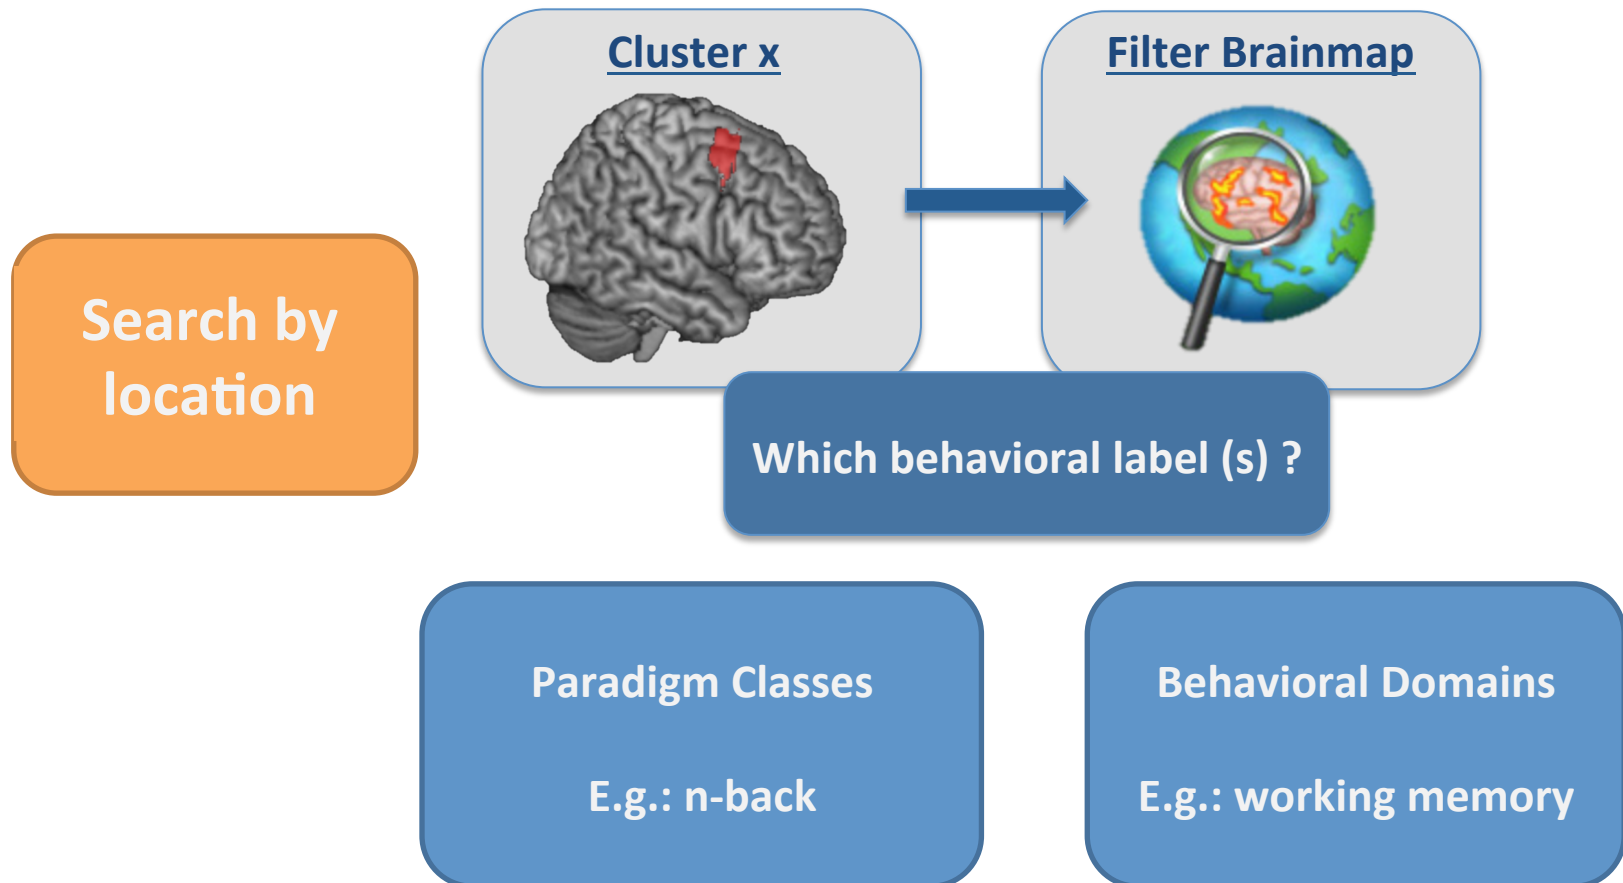 Cluster x
Filter Brainmap
Search by
location
Which behavioral label (s) ?
Paradigm Classes
E.g.: n-back
Behavioral Domains
E.g.: working memory